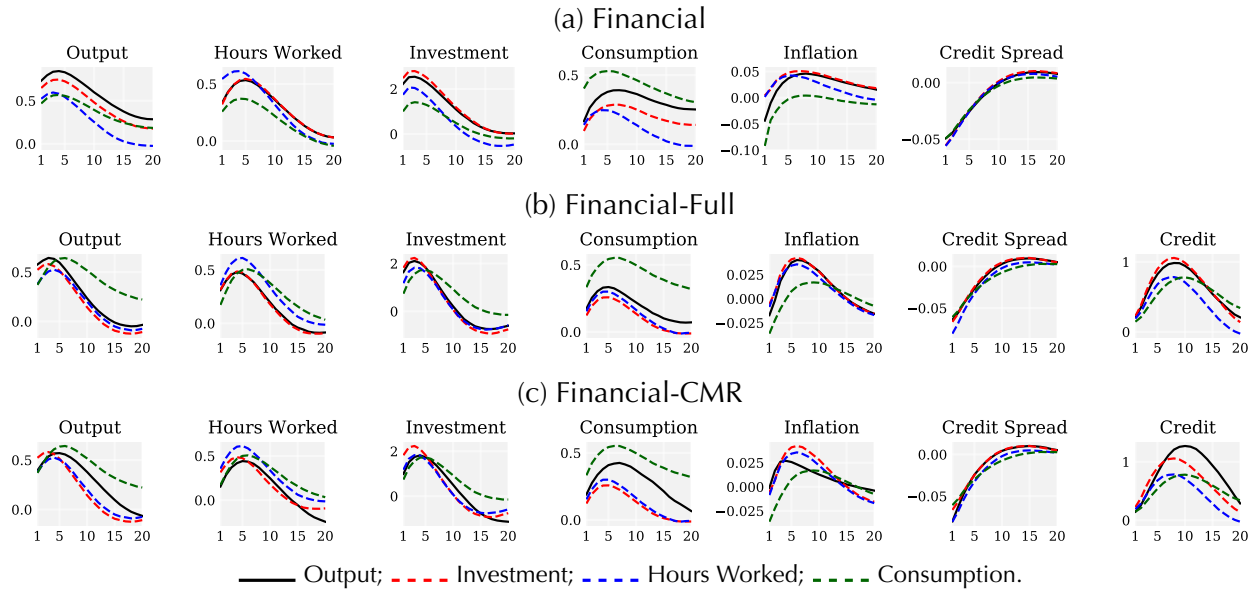 (a) Financial
Output Hours Worked Investment Consumption Inflation Credit Spread
0.5 0.0 1 5 10 15 20
0.5 0.0 1 5 10 15 20
2 0 1 5 10 15 20
0.5 0.0 1 5 10 15 20
0.05 0.00 −0.05 −0.10 1 5 10 15 20
0.00 −0.05 1 5 10 15 20
(b) Financial-Full
Output Hours Worked Investment Consumption Inflation Credit Spread Credit
0.5 0.0 1 5 10 15 20
0.5 0.0 1 5 10 15 20
2 0 1 5 10 15 20
0.5 0.0 1 5 10 15 20
0.025 0.000 −0.025 1 5 10 15 20
0.00 −0.05 1 5 10 15 20
1 0 1 5 10 15 20
(c) Financial-CMR
Output Hours Worked Investment Consumption Inflation Credit Spread Credit
0.5 0.0 1 5 10 15 20
0.5 0.0 1 5 10 15 20
2 0 1 5 10 15 20
0.5 0.0 1 5 10 15 20
0.025 0.000 −0.025 1 5 10 15 20
0.00 −0.05 1 5 10 15 20
1 0 1 5 10 15 20
Output; Investment; Hours Worked; Consumption.